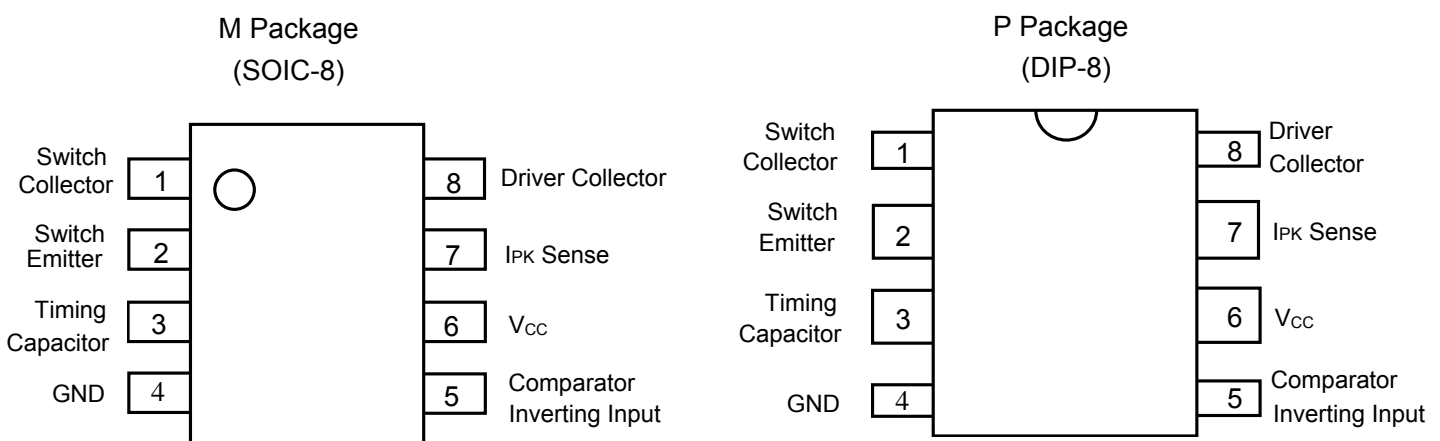 M Package
(SOIC-8)
Switch
Collector
1
Switch
Emitter
2
Timing
Capacitor
3
GND
4
8
Driver Collector
7
IPK Sense
6
VCC
5
Comparator
Inverting Input
P Package
(DIP-8)
Switch
Collector
1
Switch
Emitter
2
Timing
Capacitor
3
GND
4
8
Driver
Collector
7
IPK Sense
6
VCC
5
Comparator
Inverting Input